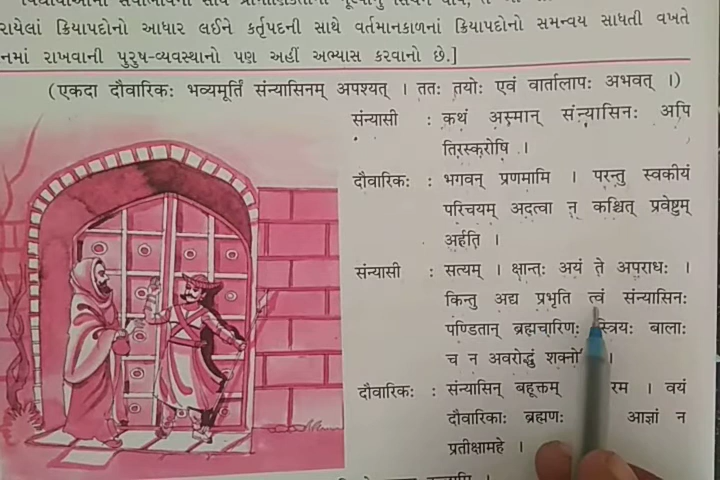 રાયેલાં ક્રિયાપદોનો આધાર લઈને કર્તૃપદની સાથે વર્તમાનકાળનાં ક્રિયાપદોનો સમન્વય સાધતી વખતે
નમાં રાખવાની પુરુષ-વ્યવસ્થાનો પણ અહીં અભ્યાસ કરવાનો છે.]
(एकदा दौवारिकः भव्यमूर्तिं संन्यासिनम् अपश्यत् । ततः तयोः एवं वार्तालापः अभवत् ।)
संन्यासी : कथं अस्मान् संन्यासिनः अपि
तिरस्करोषि ।
दौवारिकः : भगवन् प्रणमामि । परन्तु स्वकीयं
परिचयम् अदत्वा न कश्चित् प्रवेष्टुम्
अर्हति ।
संन्यासी : सत्यम् । क्षान्तः अयं ते अपराधः ।
किन्तु अद्य प्रभृति त्वं संन्यासिनः
पण्डितान् ब्रह्मचारिणः स्त्रियः बालाः
च न अवरोद्धुं शक्नो ।
दौवारिकः : संन्यासिन् बहूक्तम् रम । वयं
दौवारिकाः ब्रह्मणः आज्ञां न
प्रतीक्षामहे ।